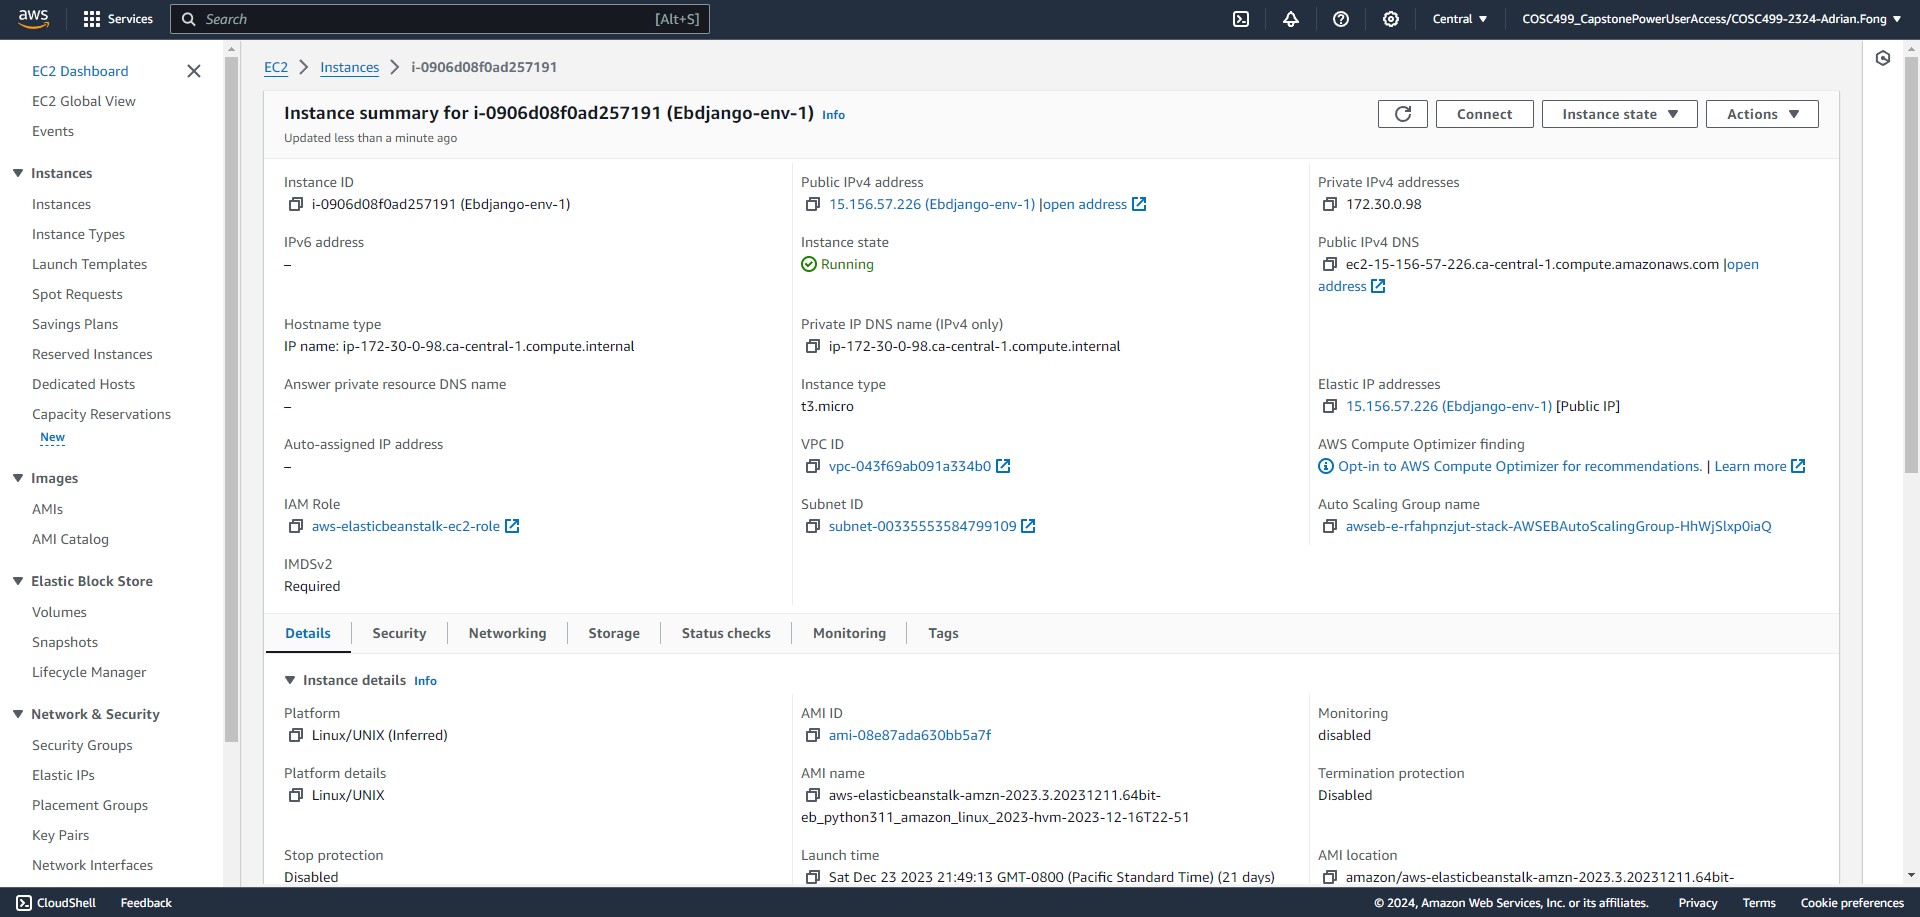 aws
Services
Search
[Alt+S]
Central
COSC499_CapstonePowerUserAccess/COSC499-2324-Adrian.Fong
EC2 Dashboard
EC2 Global View
Events
Instances
Instances
Instance Types
Launch Templates
Spot Requests
Savings Plans
Reserved Instances
Dedicated Hosts
Capacity Reservations
New
Images
AMIs
AMI Catalog
Elastic Block Store
Volumes
Snapshots
Lifecycle Manager
Network & Security
Security Groups
Elastic IPs
Placement Groups
Key Pairs
Network Interfaces
EC2 > Instances > i-0906d08f0ad257191
Instance summary for i-0906d08f0ad257191 (Ebdjango-env-1) Info
Updated less than a minute ago
Connect
Instance state
Actions
Instance ID
i-0906d08f0ad257191 (Ebdjango-env-1)
Public IPv4 address
15.156.57.226 (Ebdjango-env-1) |open address
Private IPv4 addresses
172.30.0.98
IPv6 address
–
Instance state
Running
Public IPv4 DNS
ec2-15-156-57-226.ca-central-1.compute.amazonaws.com |open
address
Hostname type
IP name: ip-172-30-0-98.ca-central-1.compute.internal
Private IP DNS name (IPv4 only)
ip-172-30-0-98.ca-central-1.compute.internal
Answer private resource DNS name
–
Instance type
t3.micro
Elastic IP addresses
15.156.57.226 (Ebdjango-env-1) [Public IP]
Auto-assigned IP address
–
VPC ID
vpc-043f69ab091a334b0
AWS Compute Optimizer finding
Opt-in to AWS Compute Optimizer for recommendations. | Learn more
IAM Role
aws-elasticbeanstalk-ec2-role
Subnet ID
subnet-00335553584799109
Auto Scaling Group name
awseb-e-rfahpnzjut-stack-AWSEBAutoScalingGroup-HhWjSlxp0iaQ
IMDSv2
Required
Details
Security
Networking
Storage
Status checks
Monitoring
Tags
Instance details Info
Platform
Linux/UNIX (Inferred)
AMI ID
ami-08e87ada630bb5a7f
Monitoring
disabled
Platform details
Linux/UNIX
AMI name
aws-elasticbeanstalk-amzn-2023.3.20231211.64bit-
eb_python311_amazon_linux_2023-hvm-2023-12-16T22-51
Termination protection
Disabled
Stop protection
Disabled
Launch time
Sat Dec 23 2023 21:49:13 GMT-0800 (Pacific Standard Time) (21 days)
AMI location
amazon/aws-elasticbeanstalk-amzn-2023.3.20231211.64bit-
CloudShell
Feedback
© 2024, Amazon Web Services, Inc. or its affiliates.
Privacy
Terms
Cookie preferences